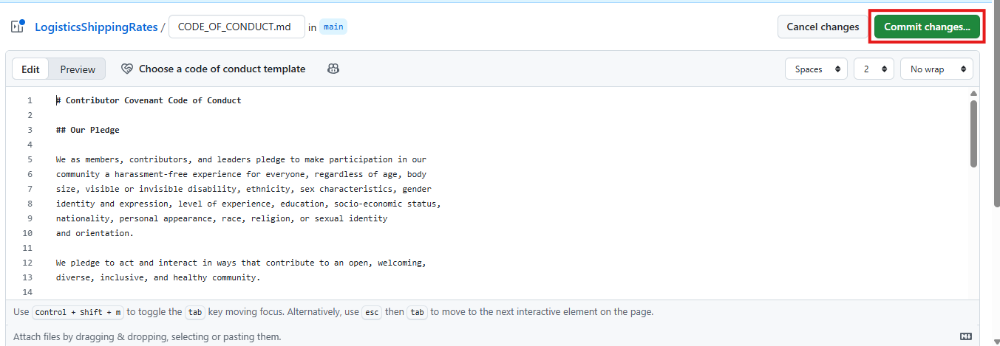 LogisticsShippingRates / CODE_OF_CONDUCT.md in main Cancel changes Commit changes...
Edit Preview Choose a code of conduct template Spaces 2 No wrap
1 # Contributor Covenant Code of Conduct
2
3 ## Our Pledge
4
5 We as members, contributors, and leaders pledge to make participation in our
6 community a harassment-free experience for everyone, regardless of age, body
7 size, visible or invisible disability, ethnicity, sex characteristics, gender
8 identity and expression, level of experience, education, socio-economic status,
9 nationality, personal appearance, race, religion, or sexual identity
10 and orientation.
11
12 We pledge to act and interact in ways that contribute to an open, welcoming,
13 diverse, inclusive, and healthy community.
14
Use Control + Shift + m to toggle the tab key moving focus. Alternatively, use esc then tab to move to the next interactive element on the page.
Attach files by dragging & dropping, selecting or pasting them.